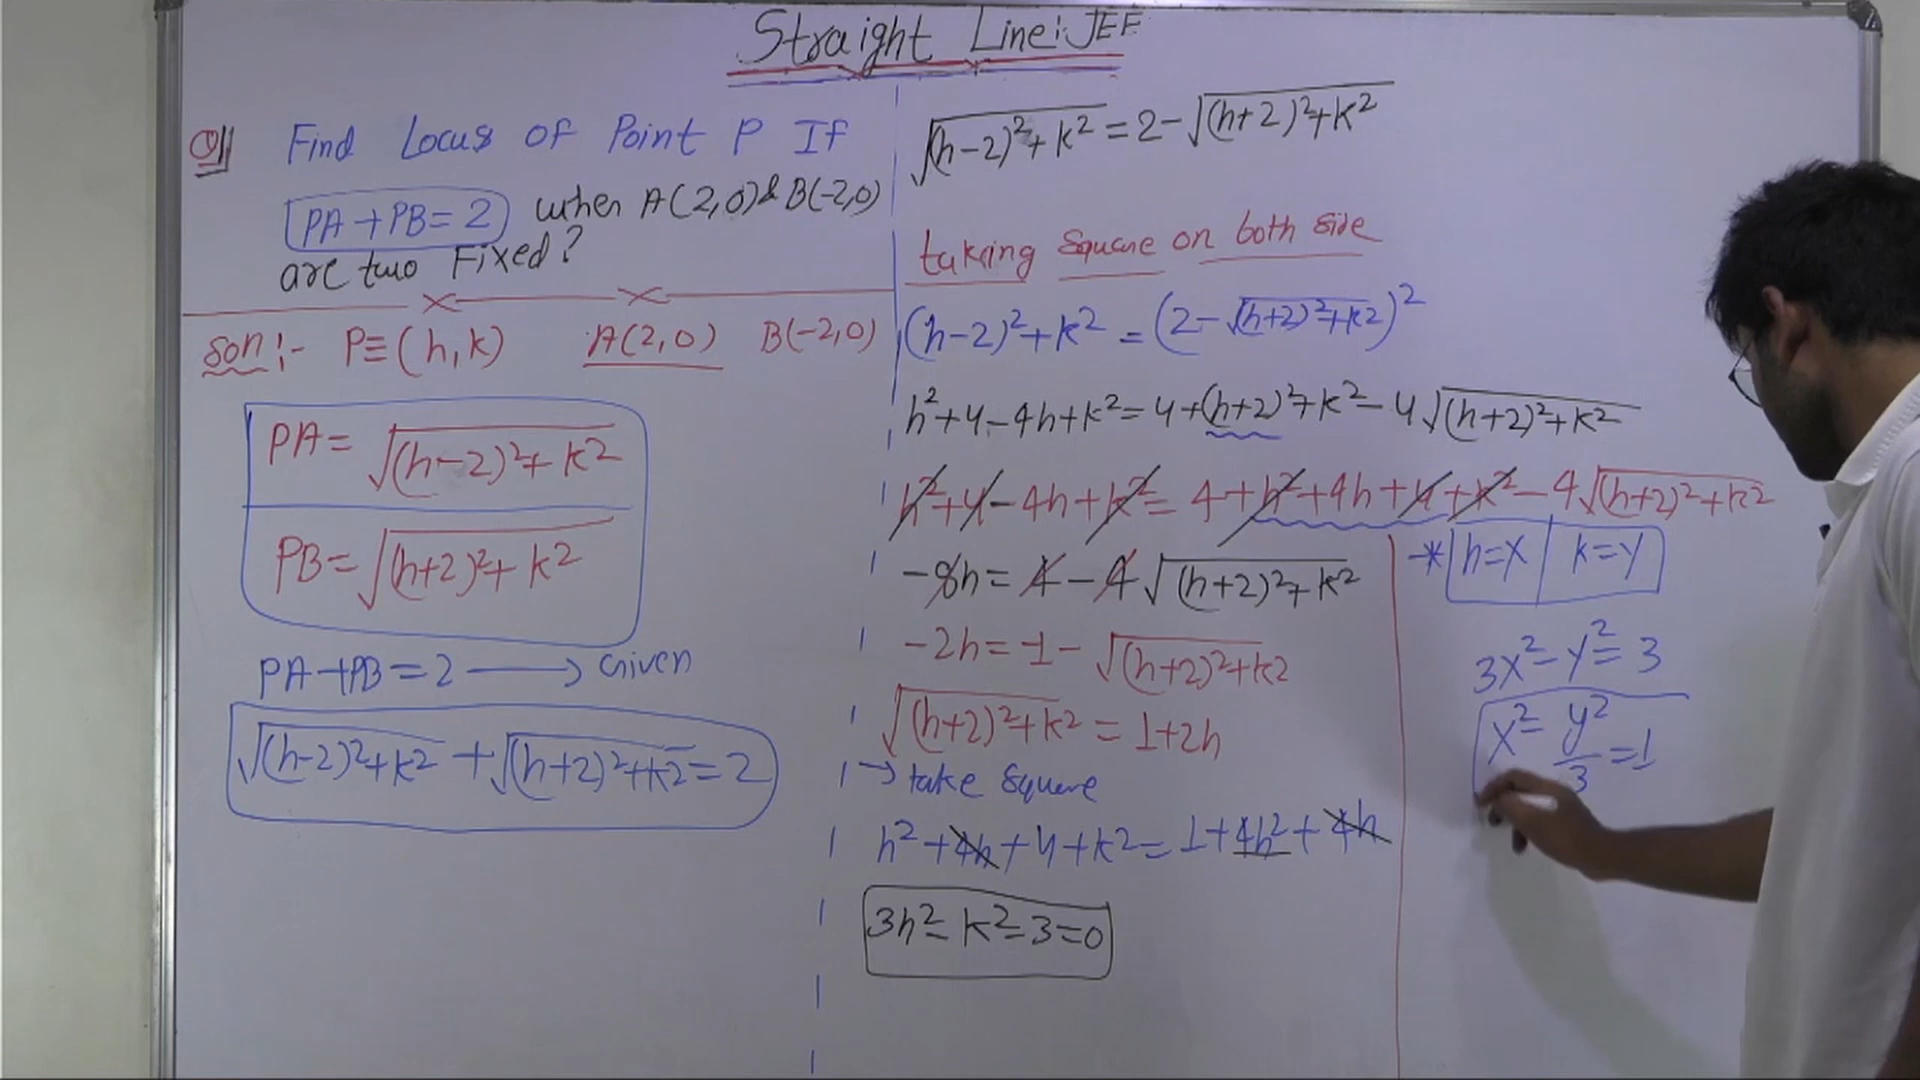 Straight Line:JEE
Q1 Find Locus of Point P If
PA+PB=2 when A(2,0)&B(-2,0)
are two Fixed?
Son:- P≡(h,k) A(2,0) B(-2,0)
PA=√(h-2)²+k²
PB=√(h+2)²+k²
PA+PB=2 → Given
√(h-2)²+k² +√(h+2)²+k²=2
√(h-2)²+k²=2-√(h+2)²+k²
taking Square on both side
(h-2)²+k²=(2-√(h+2)²+k²)²
h²+4-4h+k²=4+(h+2)²+k²-4√(h+2)²+k²
h²+4-4h+k²=4+h²+4h+4+k²-4√(h+2)²+k²
-8h=4-4√(h+2)²+k²
-2h=1-√(h+2)²+k²
√(h+2)²+k²=1+2h
→take Square
h²+4h+4+k²=1+4h²+4h
3h²-k²-3=0
*h=x k=y
3x²-y²=3
x²-y²/3=1